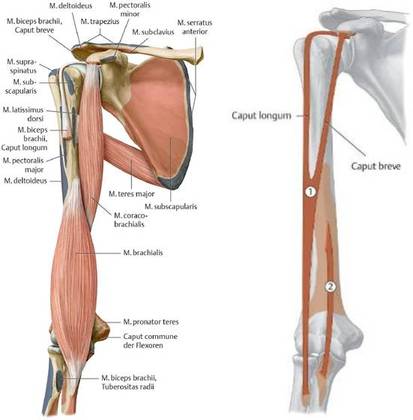 M. deltoideus
M. pectoralis
minor
M. trapezius
M. subclavius
M. serratus
anterior
M. biceps brachii,
Caput breve
M. supra-
spinatus
M. sub-
scapularis
M. latissimus
dorsi
M. biceps
brachii,
Caput longum
M. pectoralis
major
M. deltoideus
M. teres major
M. subscapularis
M. coraco-
brachialis
M. brachialis
M. pronator teres
Caput commune
der Flexoren
M. biceps brachii,
Tuberositas radii
Caput longum
Caput breve
1
2